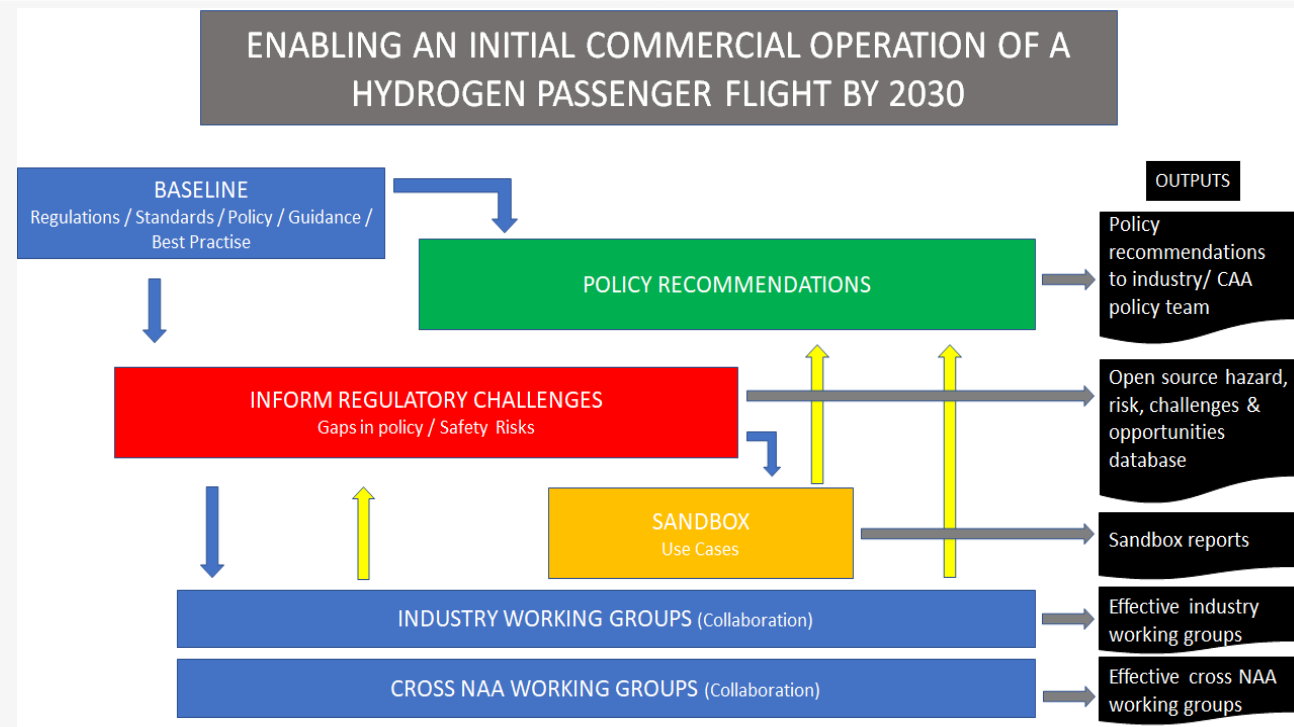 ENABLING AN INITIAL COMMERCIAL OPERATION OF A
HYDROGEN PASSENGER FLIGHT BY 2030
BASELINE
Regulations / Standards / Policy / Guidance /
Best Practise
OUTPUTS
POLICY RECOMMENDATIONS
Policy
recommendations
to industry/ CAA
policy team
INFORM REGULATORY CHALLENGES
Gaps in policy / Safety Risks
Open source hazard,
risk, challenges &
opportunities
database
SANDBOX
Use Cases
Sandbox reports
INDUSTRY WORKING GROUPS (Collaboration)
Effective industry
working groups
CROSS NAA WORKING GROUPS (Collaboration)
Effective cross NAA
working groups